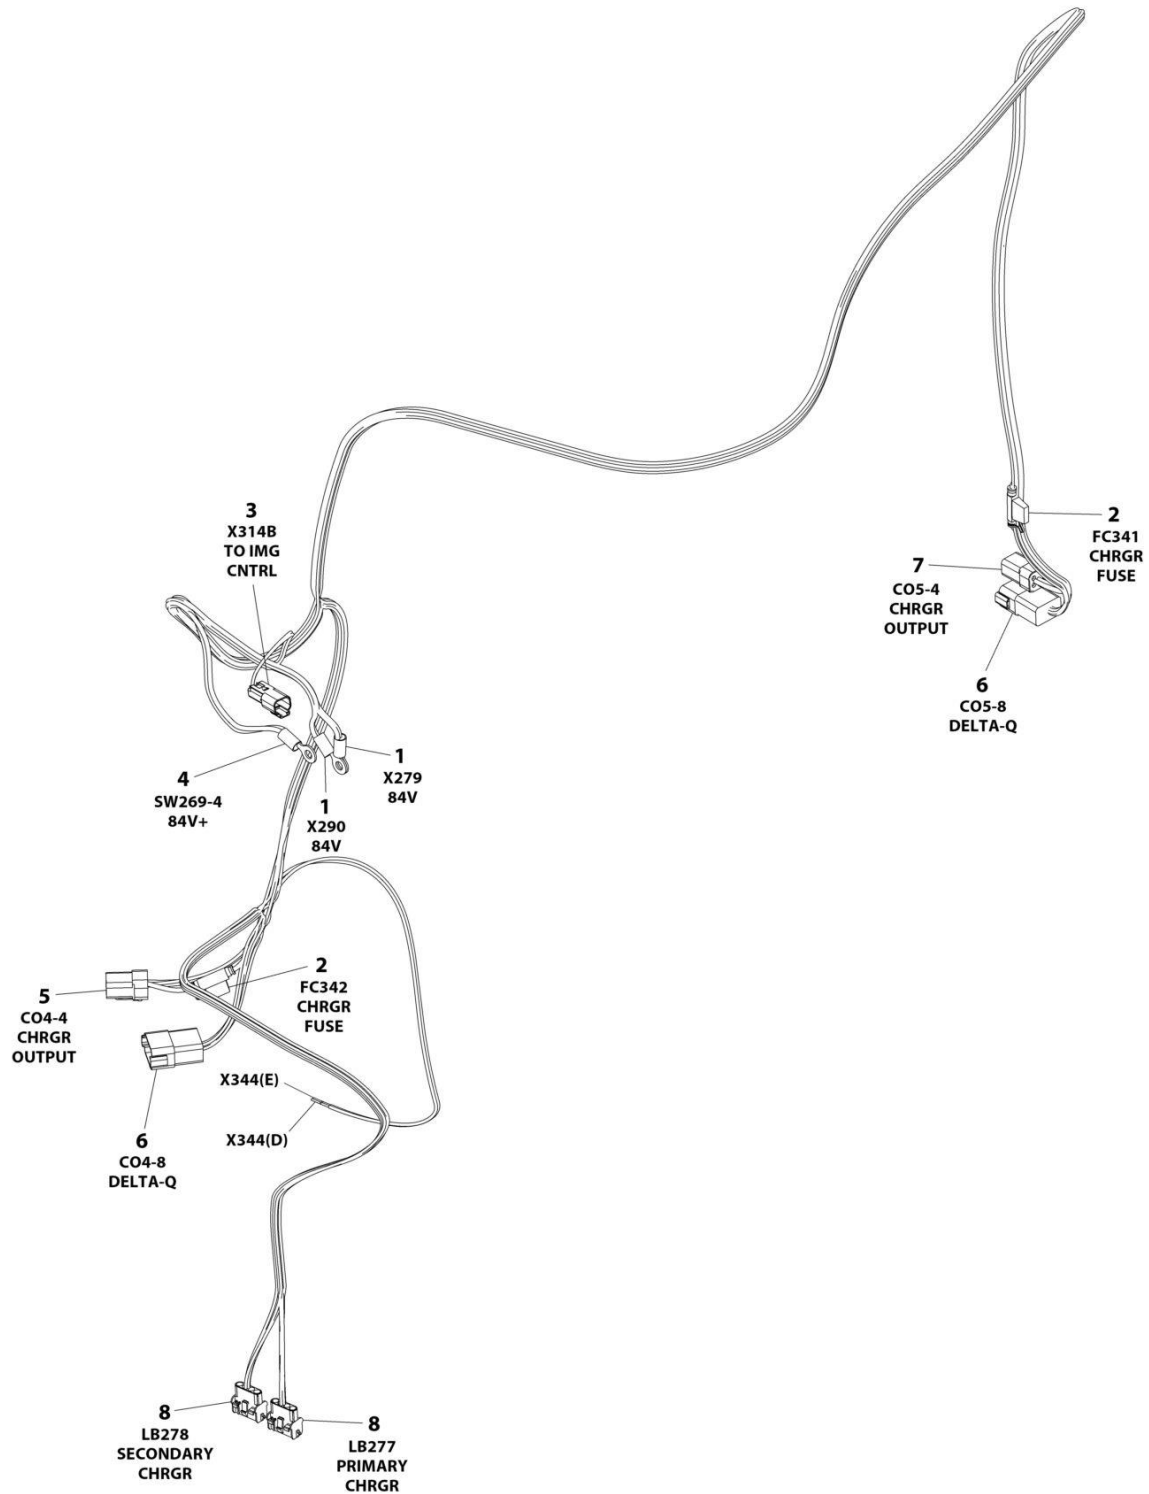 3
X314B
TO IMG
CNTRL
2
FC341
CHRGR
FUSE
7
CO5-4
CHRGR
OUTPUT
6
CO5-8
DELTA-Q
1
X279
84V
4
SW269-4
84V+
1
X290
84V
2
FC342
CHRGR
FUSE
5
CO4-4
CHRGR
OUTPUT
X344(E)
X344(D)
6
CO4-8
DELTA-Q
8
LB278
SECONDARY
CHRGR
8
LB277
PRIMARY
CHRGR